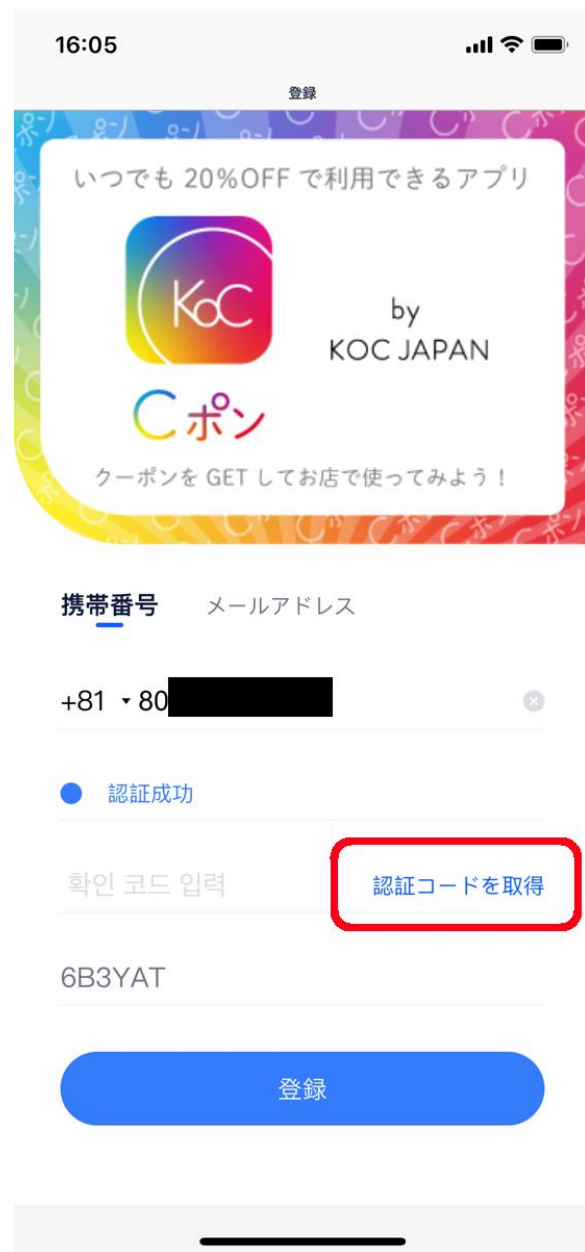 16:05
登録
いつでも 20%OFF で利用できるアプリ
KoC
by
KOC JAPAN
Cポン
クーポンを GET してお店で使ってみよう！
携帯番号 メールアドレス
+81 80
認証成功
확인 코드 입력 認証コードを取得
6B3YAT
登録